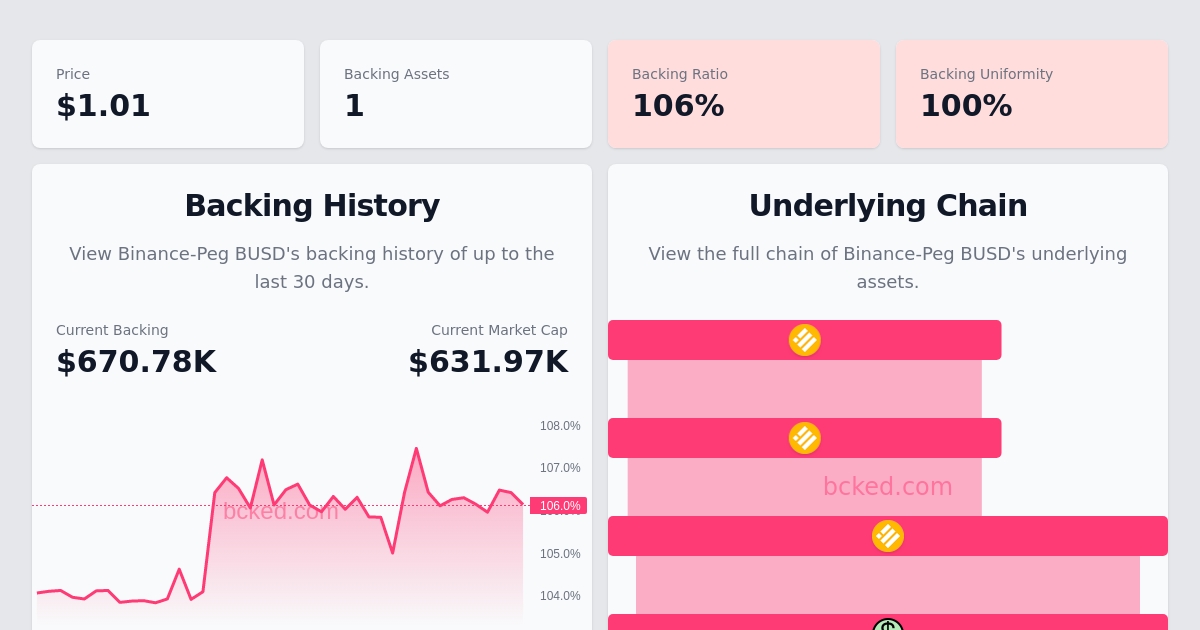 Price
$1.01
Backing Assets
1
Backing Ratio
106%
Backing Uniformity
100%
Backing History
View Binance-Peg BUSD's backing history of up to the
last 30 days.
Current Backing
$670.78K
Current Market Cap
$631.97K
108.0%
107.0%
106.0%
105.0%
104.0%
bcked.com
Underlying Chain
View the full chain of Binance-Peg BUSD's underlying
assets.
bcked.com